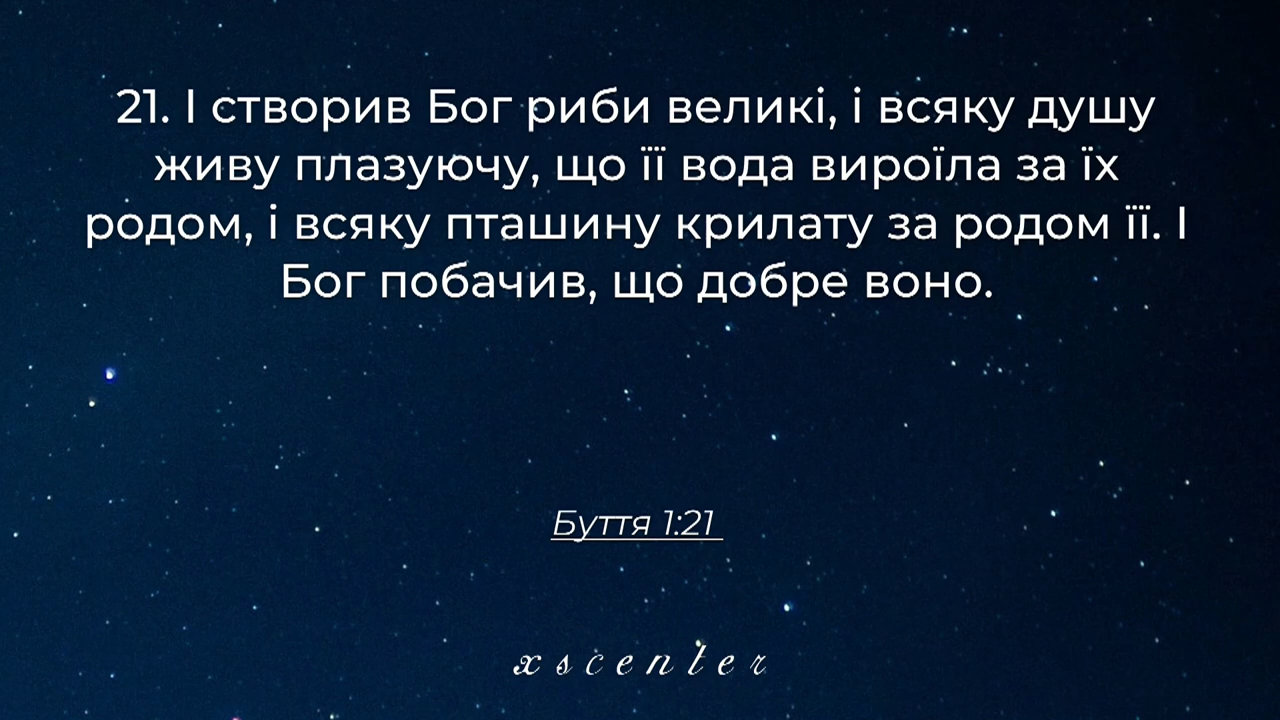 21. І створив Бог риби великі, і всяку душу
живу плазуючу, що її вода вироїла за їх
родом, і всяку пташину крилату за родом її. І
Бог побачив, що добре воно.
Буття 1:21
xscenter